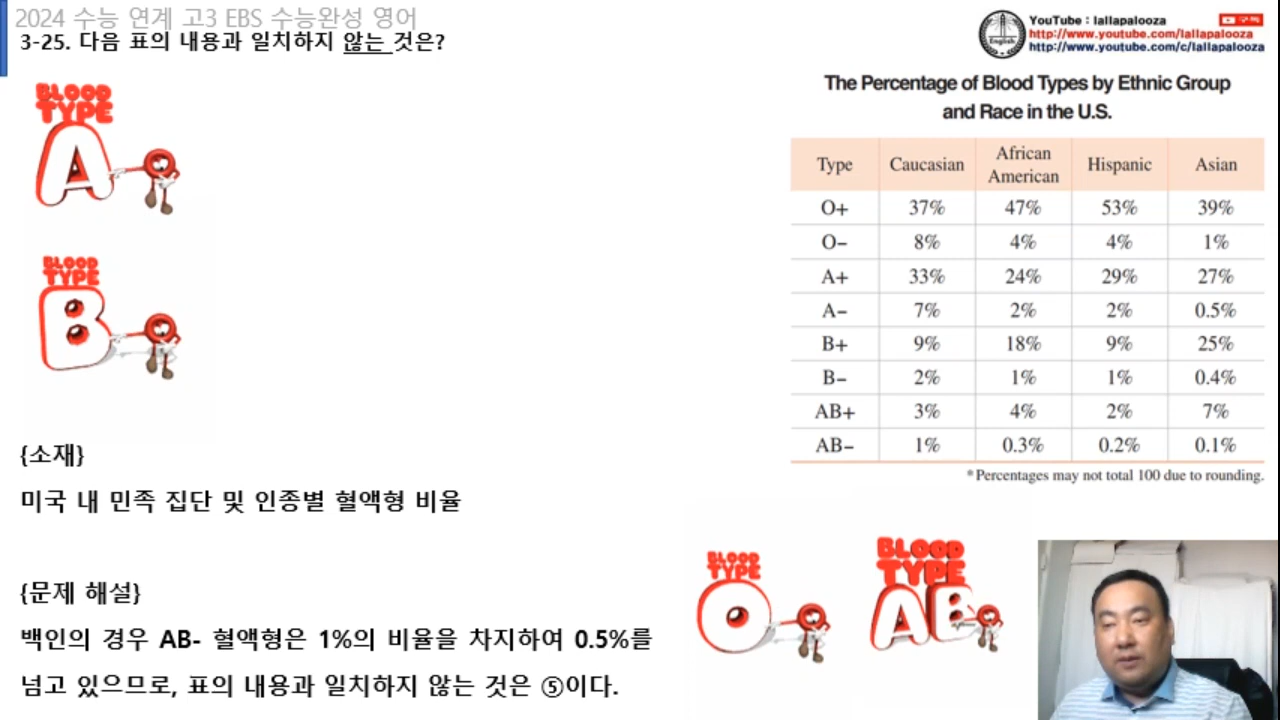 2024 수능 연계 고3 EBS 수능완성 영어
3-25. 다음 표의 내용과 일치하지 않는 것은?
YouTube : lallapalooza
구독
http://www.youtube.com/lallapalooza
http://www.youtube.com/c/lallapalooza
English
BLOOD
TYPE
A
BLOOD
TYPE
B
The Percentage of Blood Types by Ethnic Group
and Race in the U.S.
Type Caucasian African American Hispanic Asian
O+ 37% 47% 53% 39%
O− 8% 4% 4% 1%
A+ 33% 24% 29% 27%
A− 7% 2% 2% 0.5%
B+ 9% 18% 9% 25%
B− 2% 1% 1% 0.4%
AB+ 3% 4% 2% 7%
AB− 1% 0.3% 0.2% 0.1%
* Percentages may not total 100 due to rounding.
{소재}
미국 내 민족 집단 및 인종별 혈액형 비율
{문제 해설}
백인의 경우 AB- 혈액형은 1%의 비율을 차지하여 0.5%를
넘고 있으므로, 표의 내용과 일치하지 않는 것은 ⑤이다.
BLOOD
TYPE
O
BLOOD
TYPE
AB